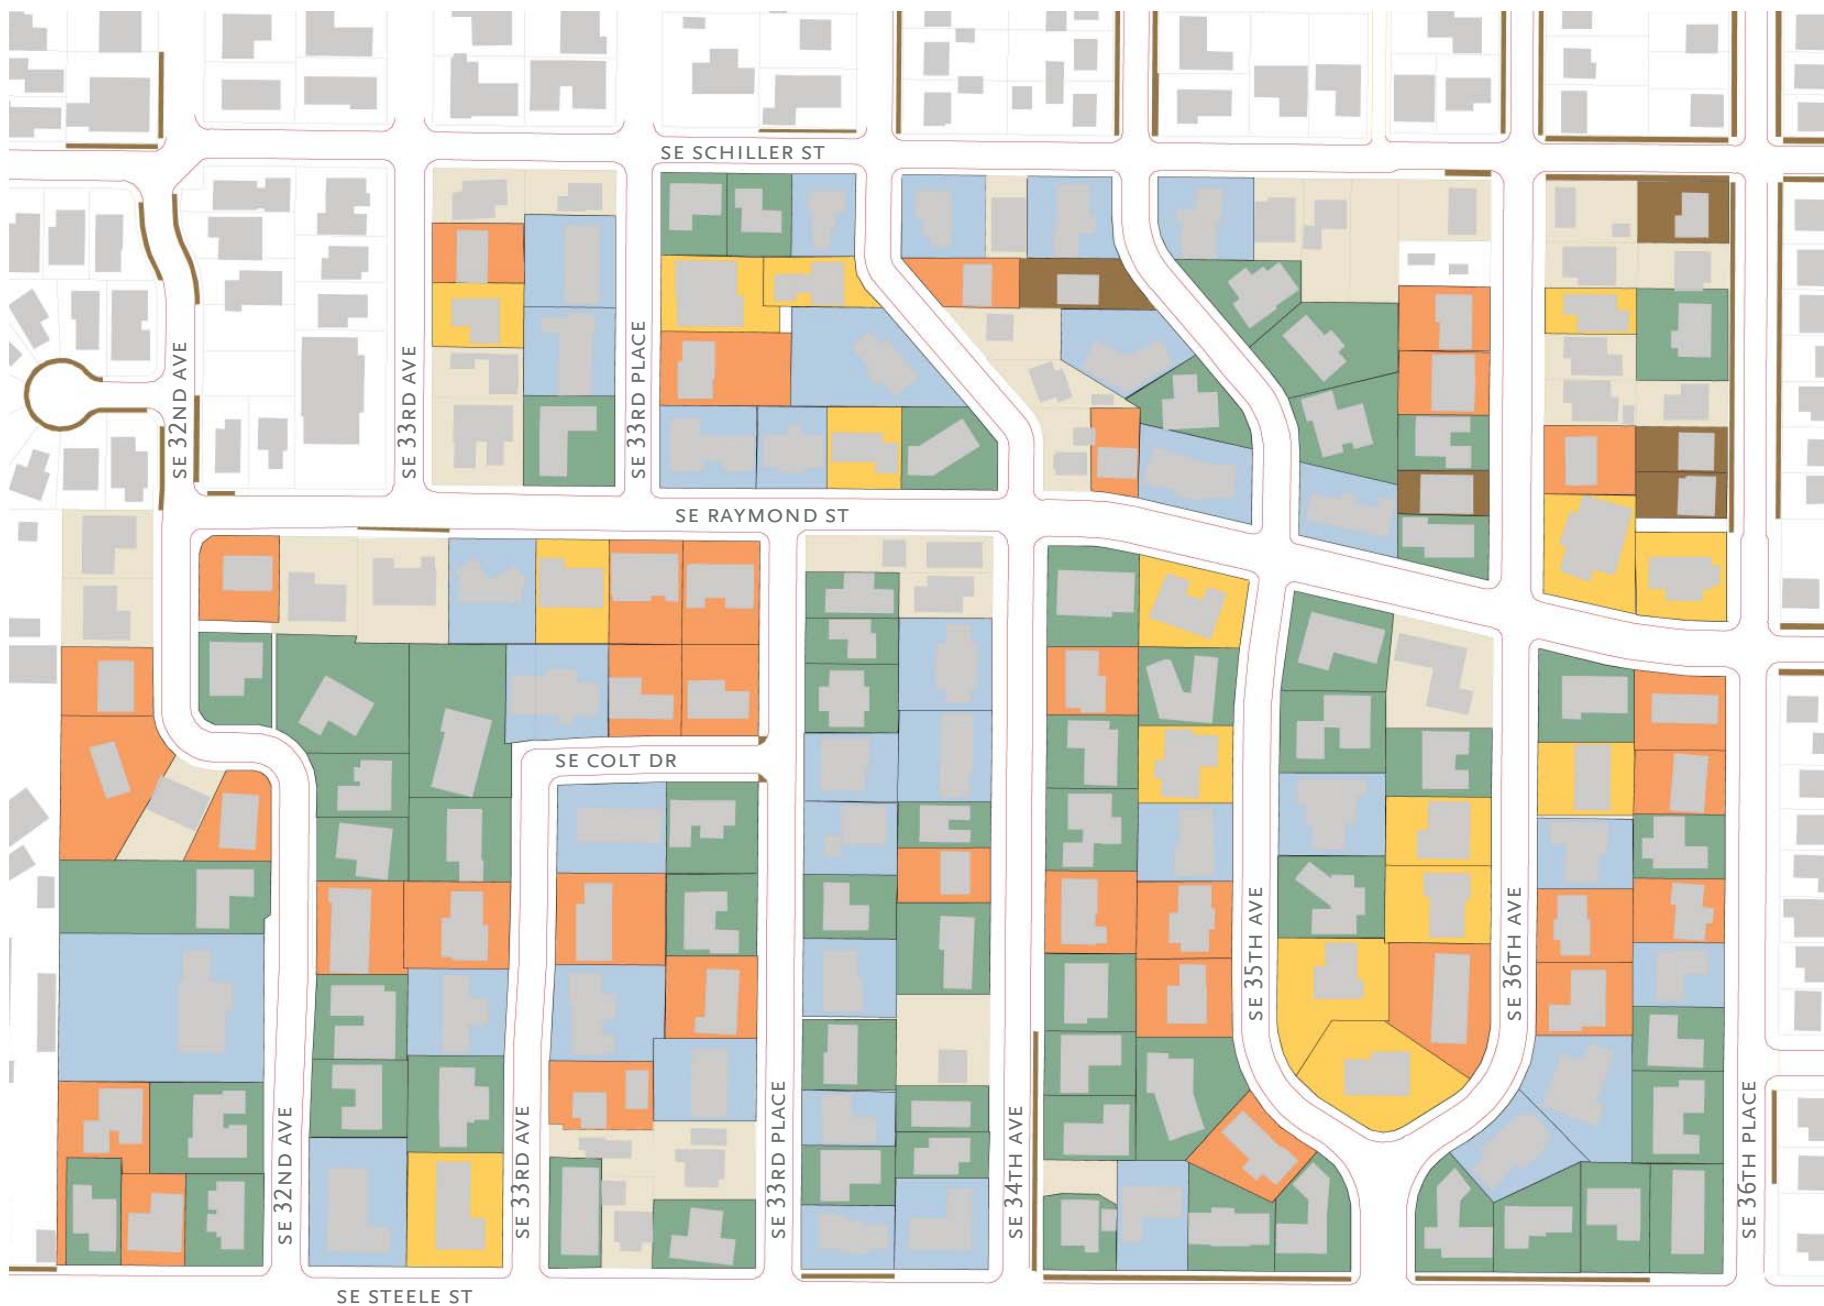 SE SCHILLER ST
SE 32ND AVE
SE 33RD AVE
SE 33RD PLACE
SE RAYMOND ST
SE COLT DR
SE 35TH AVE
SE 36TH AVE
SE 32ND AVE
SE 33RD AVE
SE 33RD PLACE
SE 34TH AVE
SE 36TH PLACE
SE STEELE ST